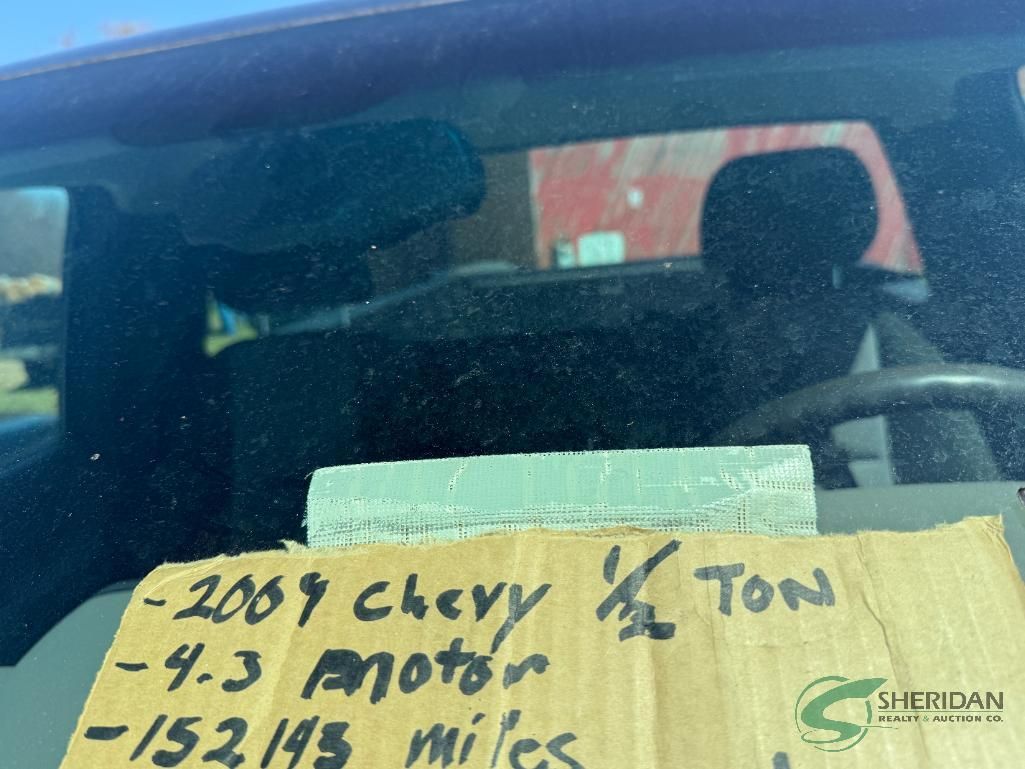 - 2009 Chevy 1/2 TON
- 4.3 motor
- 152143 miles
SHERIDAN
REALTY & AUCTION CO.